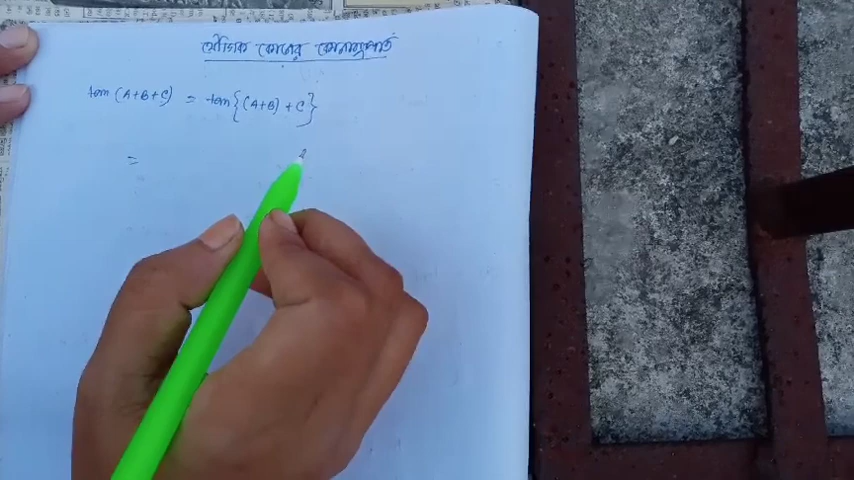 যৌগিক কোণের কোনানুপাত
tan (A+B+C) = tan{(A+B) + C}
=